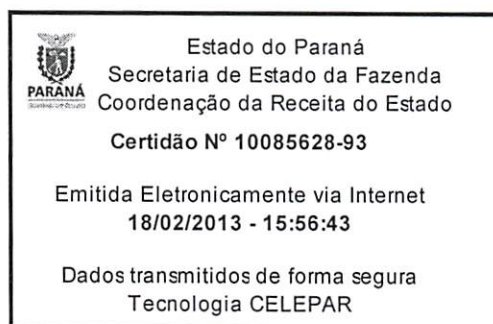 Estado do Paraná
Secretaria de Estado da Fazenda
PARANÁ
Coordenação da Receita do Estado
Certidão Nº 10085628-93
Emitida Eletronicamente via Internet
18/02/2013 - 15:56:43
Dados transmitidos de forma segura
Tecnologia CELEPAR